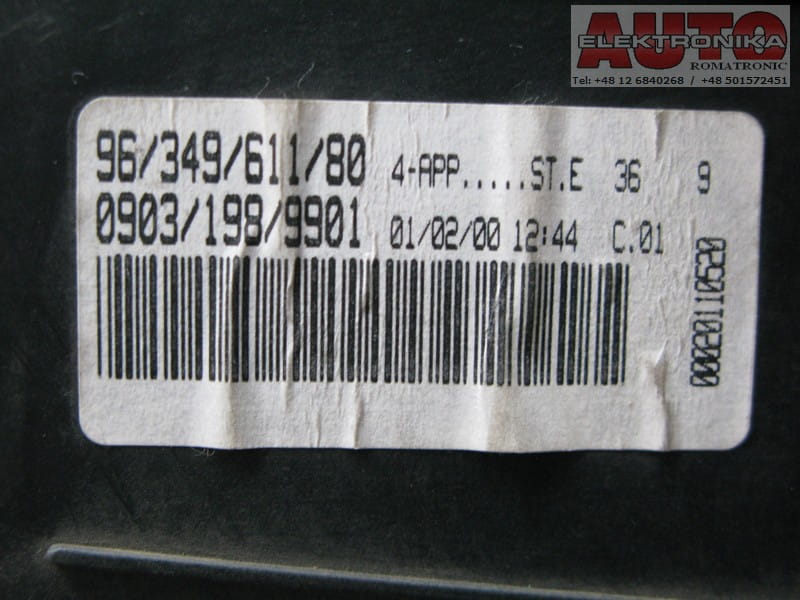 AUTO
ELEKTRONIKA
ROMATRONIC
Tel: +48 12 6840268 / +48 501572451
96/349/611/80 4-APP.....ST.E 36 9
0903/198/9901 01/02/00 12:44 C.01
000201110520